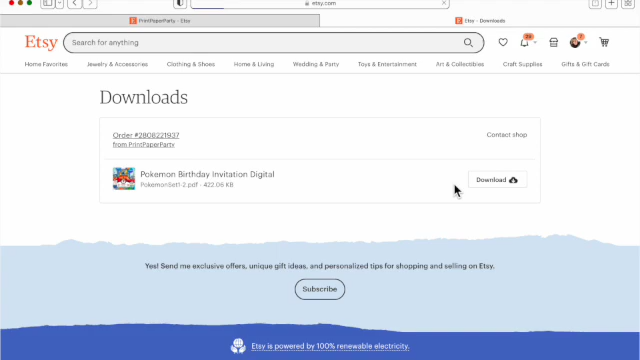 etsy.com
PrintPaperParty - Etsy
Etsy - Downloads
Etsy
Search for anything
Home Favorites
Jewelry & Accessories
Clothing & Shoes
Home & Living
Wedding & Party
Toys & Entertainment
Art & Collectibles
Craft Supplies
Gifts & Gift Cards
Downloads
Order #2808221937
Contact shop
from PrintPaperParty
Pokemon Birthday Invitation Digital
PokemonSet1-2.pdf - 422.06 KB
Download
Yes! Send me exclusive offers, unique gift ideas, and personalized tips for shopping and selling on Etsy.
Subscribe
Etsy is powered by 100% renewable electricity.